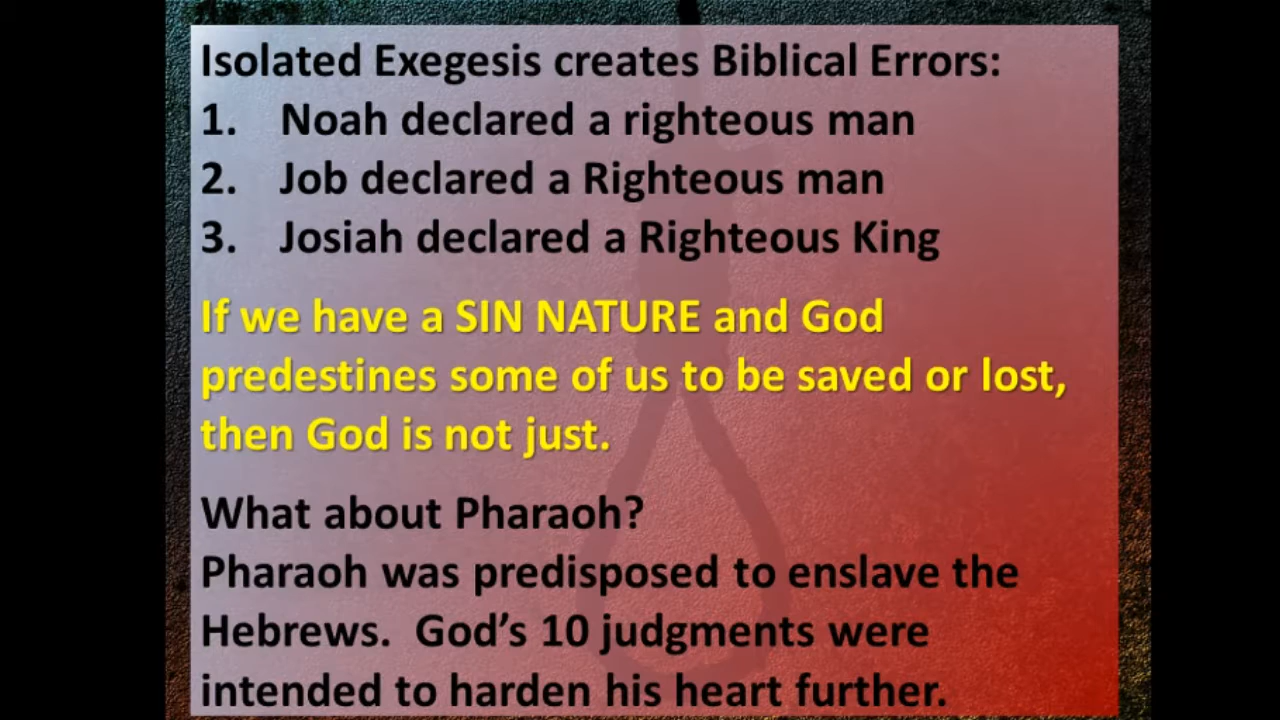 Isolated Exegesis creates Biblical Errors:
1. Noah declared a righteous man
2. Job declared a Righteous man
3. Josiah declared a Righteous King
If we have a SIN NATURE and God
predestines some of us to be saved or lost,
then God is not just.
What about Pharaoh?
Pharaoh was predisposed to enslave the
Hebrews. God’s 10 judgments were
intended to harden his heart further.